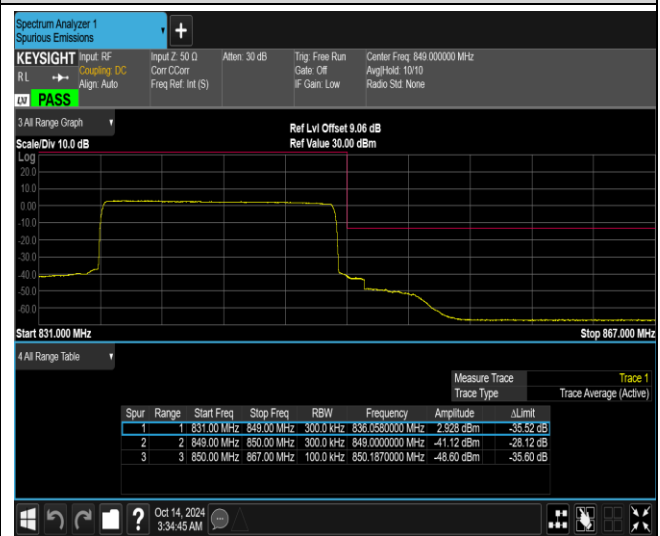 Spectrum Analyzer 1
Spurious Emissions
+
KEYSIGHT Input: RF Input Z: 50 Ω Atten: 30 dB Trig: Free Run Center Freq: 849.000000 MHz
RL Coupling: DC Corr CCorr Gate: Off Avg|Hold: 10/10
Align: Auto Freq Ref: Int (S) IF Gain: Low Radio Std: None
LXI PASS
3 All Range Graph
Ref Lvl Offset 9.06 dB
Scale/Div 10.0 dB Ref Value 30.00 dBm
Log
20.0
10.0
0.00
-10.0
-20.0
-30.0
-40.0
-50.0
-60.0
Start 831.000 MHz Stop 867.000 MHz
4 All Range Table
Measure Trace Trace 1
Trace Type Trace Average (Active)
Spur Range Start Freq Stop Freq RBW Frequency Amplitude ΔLimit
1 1 831.00 MHz 849.00 MHz 300.0 kHz 836.0580000 MHz 2.928 dBm -35.52 dB
2 2 849.00 MHz 850.00 MHz 300.0 kHz 849.0000000 MHz -41.12 dBm -28.12 dB
3 3 850.00 MHz 867.00 MHz 100.0 kHz 850.1870000 MHz -48.60 dBm -35.60 dB
? Oct 14, 2024
3:34:45 AM